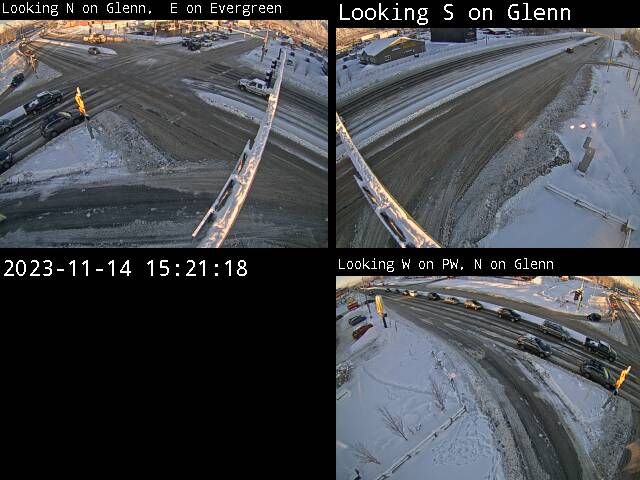 Looking N on Glenn,  E on Evergreen
Looking S on Glenn
2023-11-14 15:21:18
Looking W on PW, N on Glenn